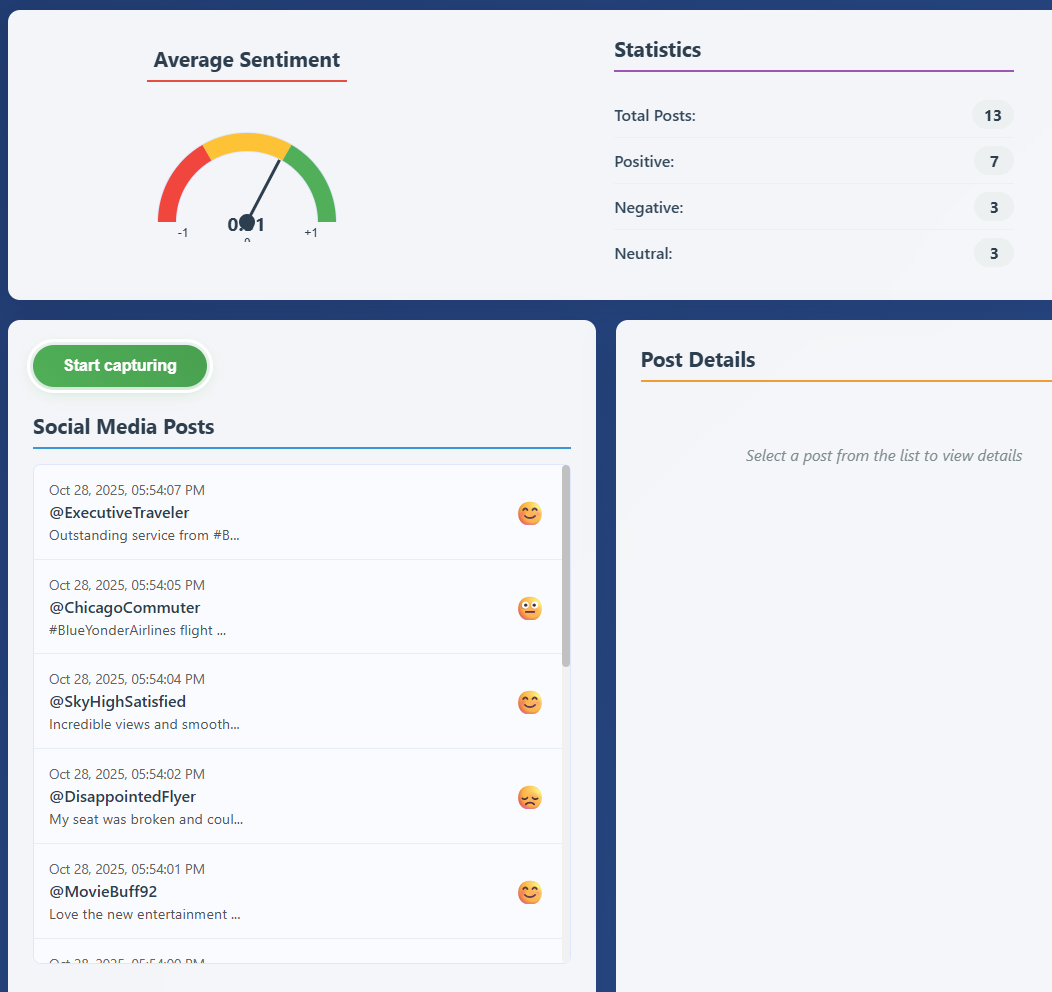 Average Sentiment
-1
+1
0
Statistics
Total Posts: 13
Positive: 7
Negative: 3
Neutral: 3
Start capturing
Social Media Posts
Oct 28, 2025, 05:54:07 PM
@ExecutiveTraveler
Outstanding service from #B...
Oct 28, 2025, 05:54:05 PM
@ChicagoCommuter
#BlueYonderAirlines flight ...
Oct 28, 2025, 05:54:04 PM
@SkyHighSatisfied
Incredible views and smooth...
Oct 28, 2025, 05:54:02 PM
@DisappointedFlyer
My seat was broken and coul...
Oct 28, 2025, 05:54:01 PM
@MovieBuff92
Love the new entertainment ...
Post Details
Select a post from the list to view details